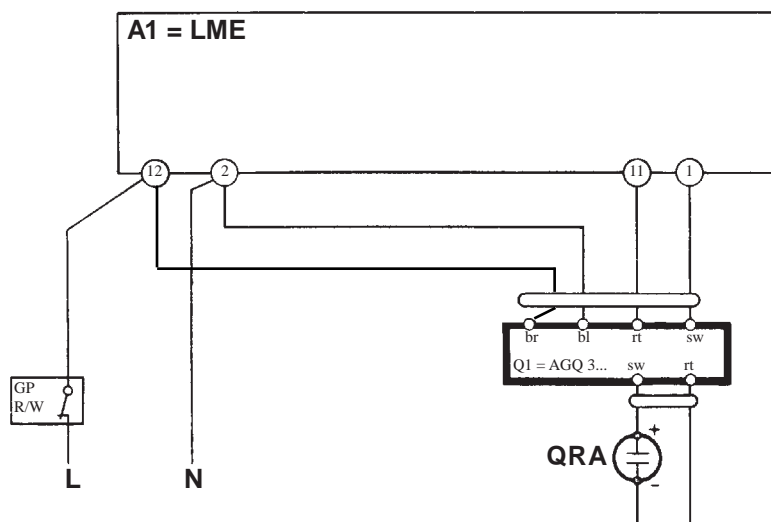 A1 = LME
12 2 11 1
br bl rt sw
Q1 = AGQ 3... sw rt
GP
R/W
+
QRA
-
L N